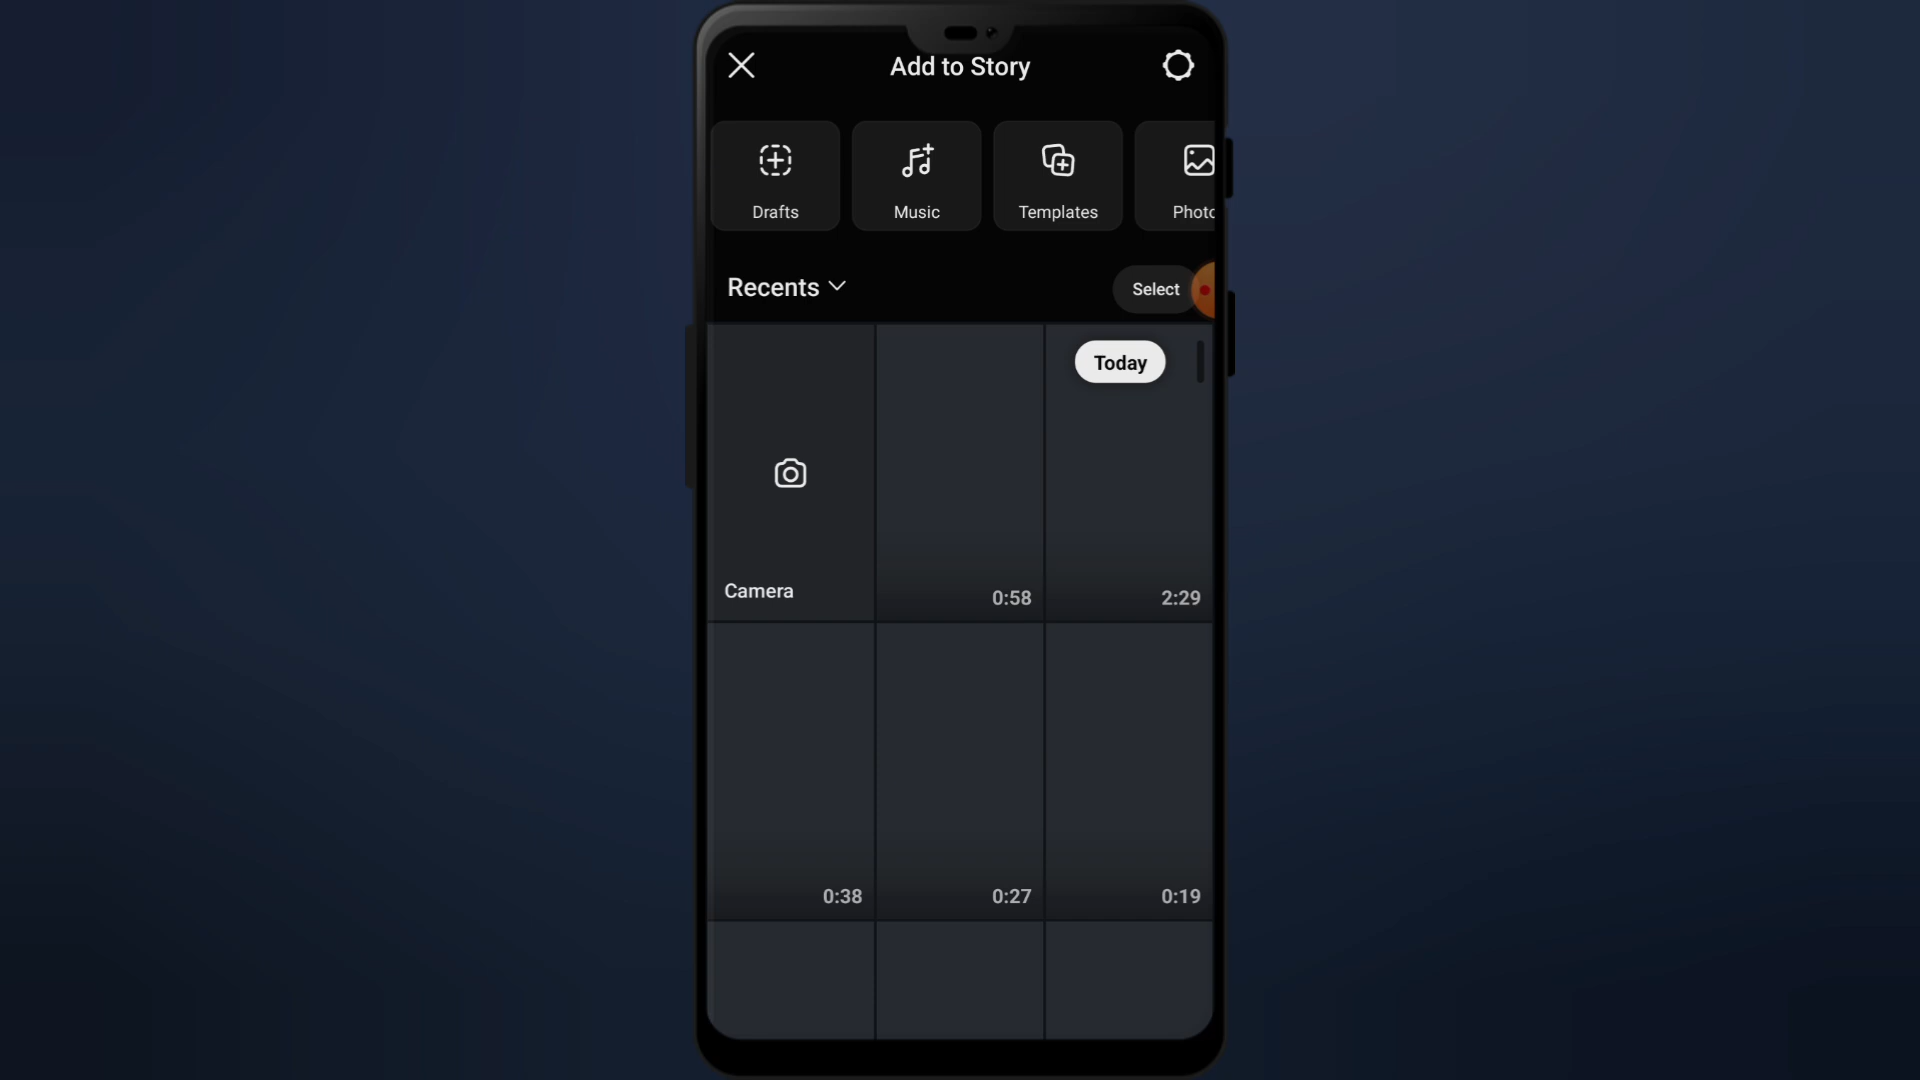 Add to Story
Drafts
Music
Templates
Photo
Recents
Select
Today
Camera
0:58
2:29
0:38
0:27
0:19